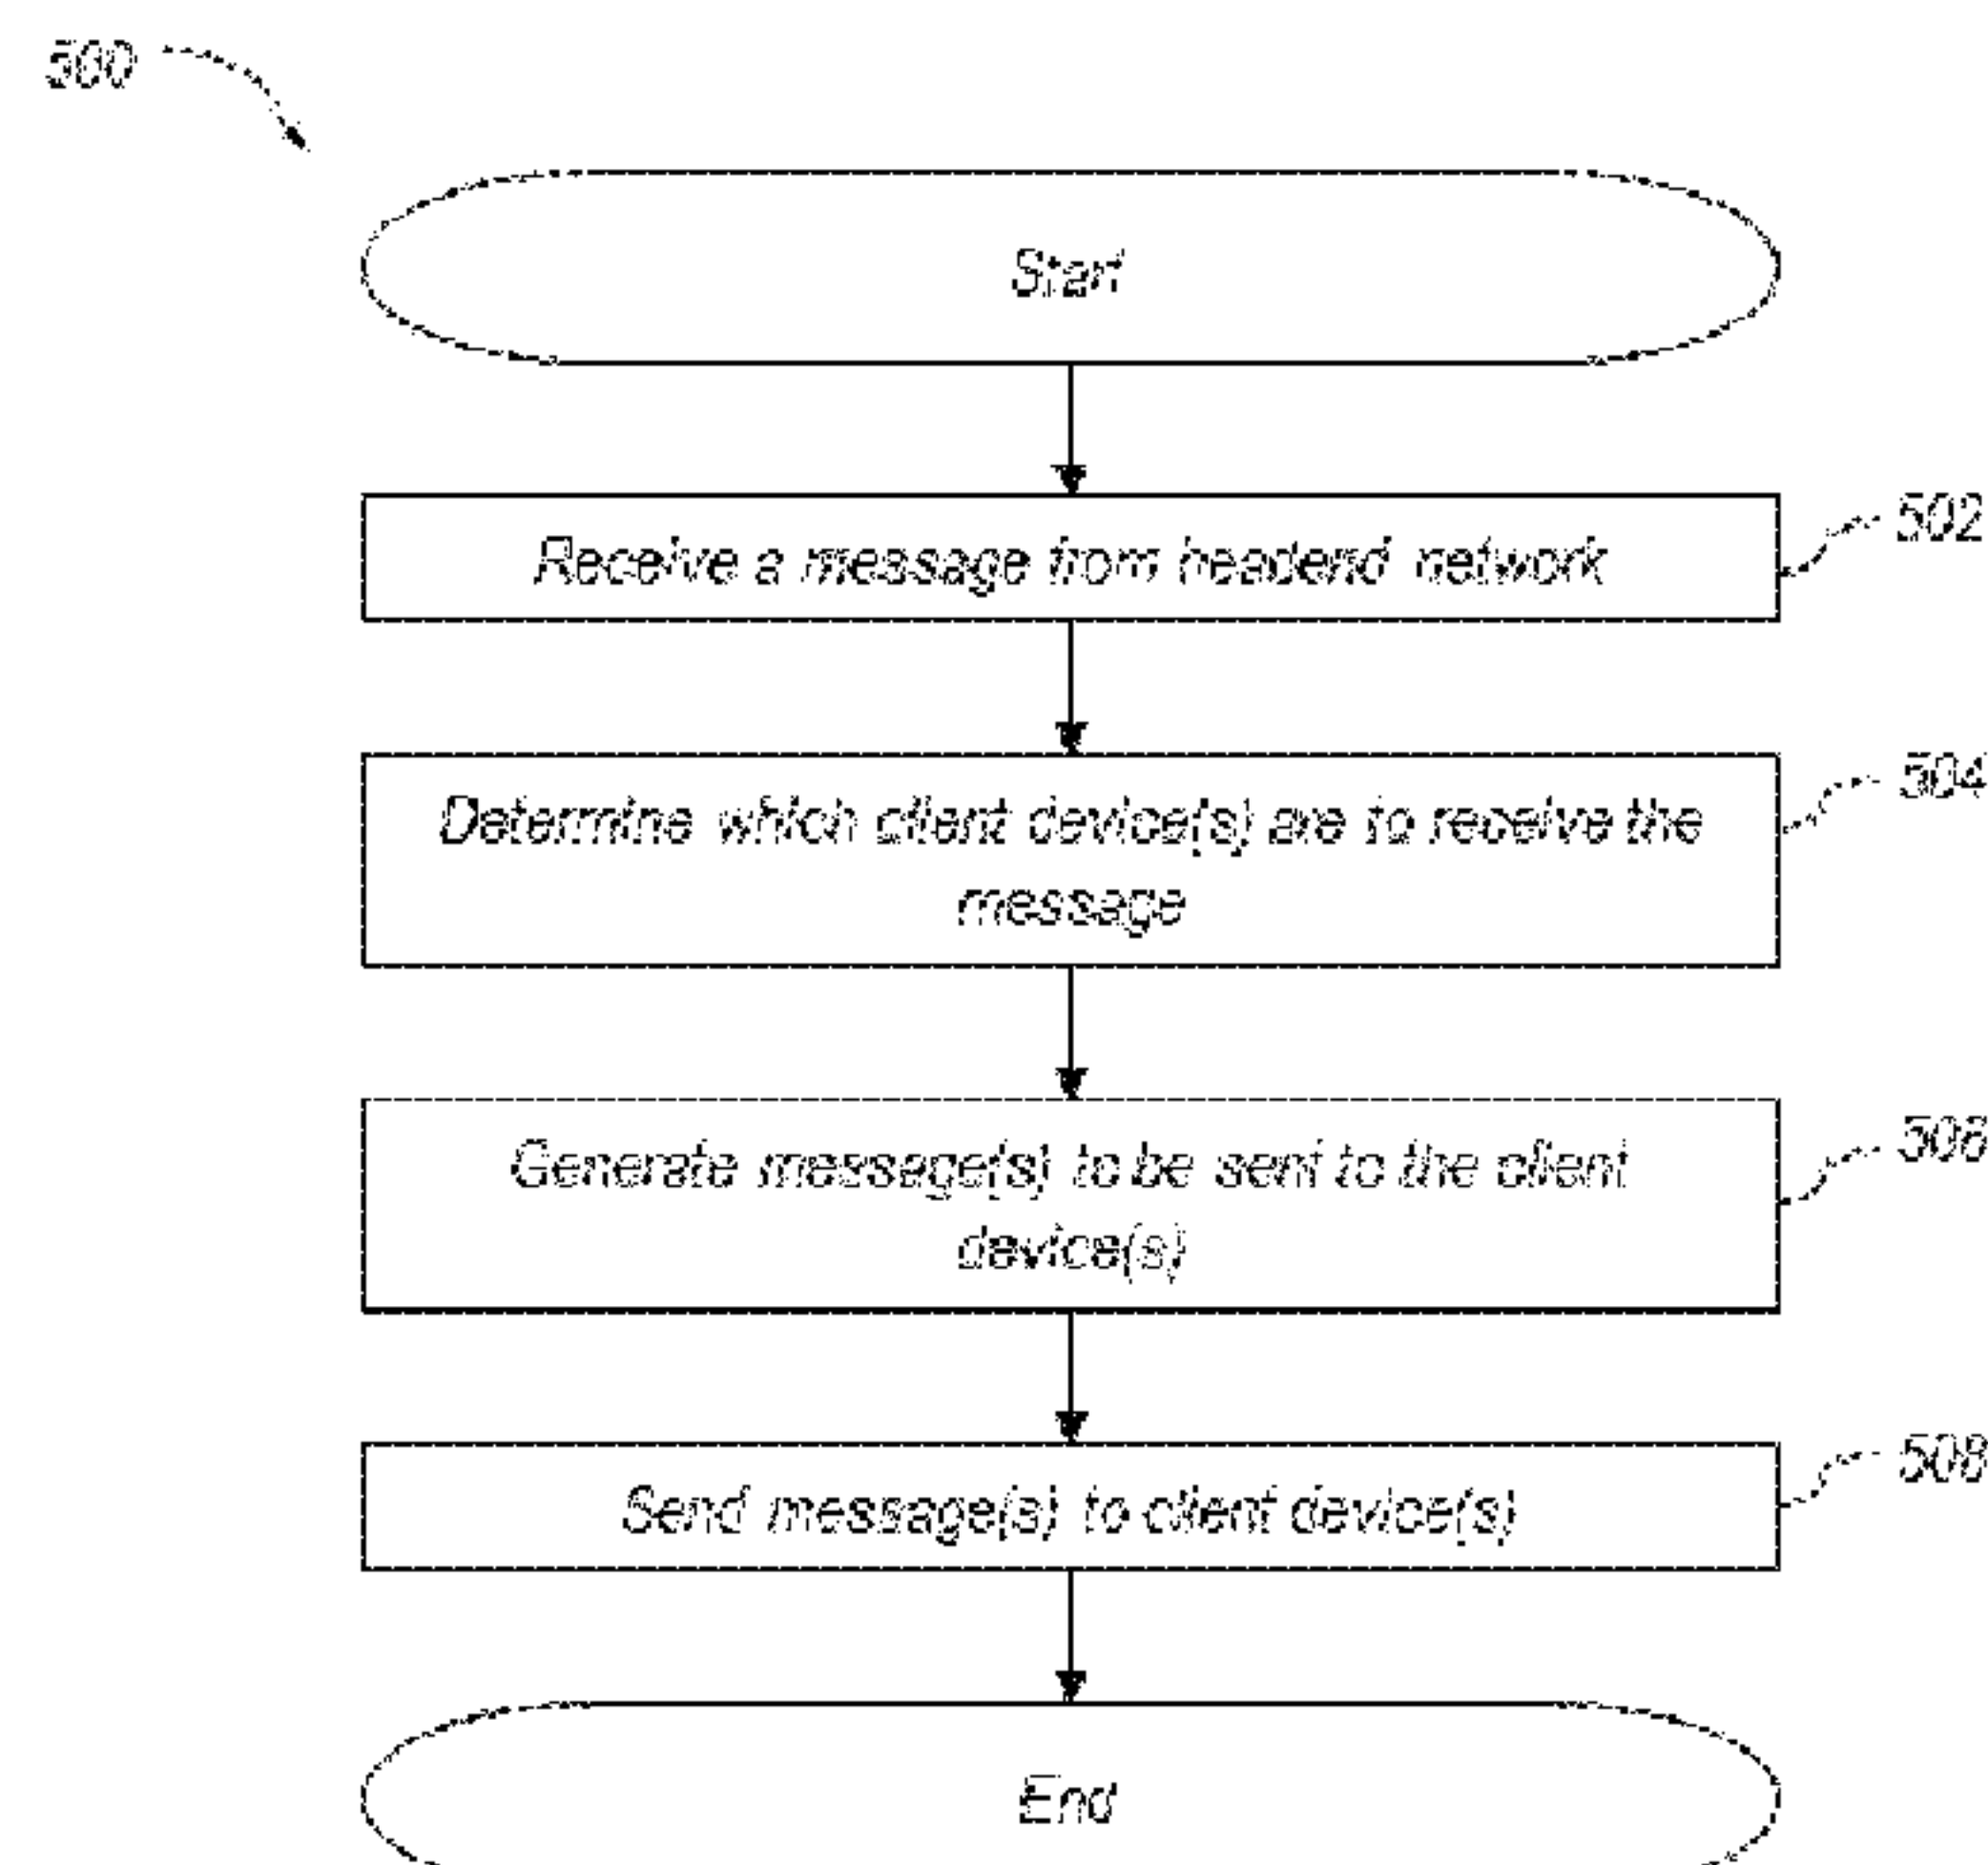 500
Start
Receive a message from headend network
502
Determine which client device(s) are to receive the
message
504
Generate message(s) to be sent to the client
device(s)
506
Send message(s) to client device(s)
508
End